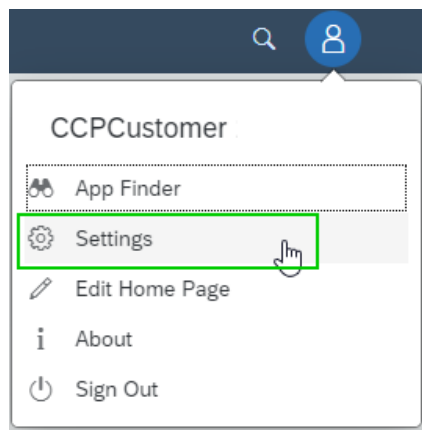 CCPCustomer
App Finder
Settings
Edit Home Page
About
Sign Out